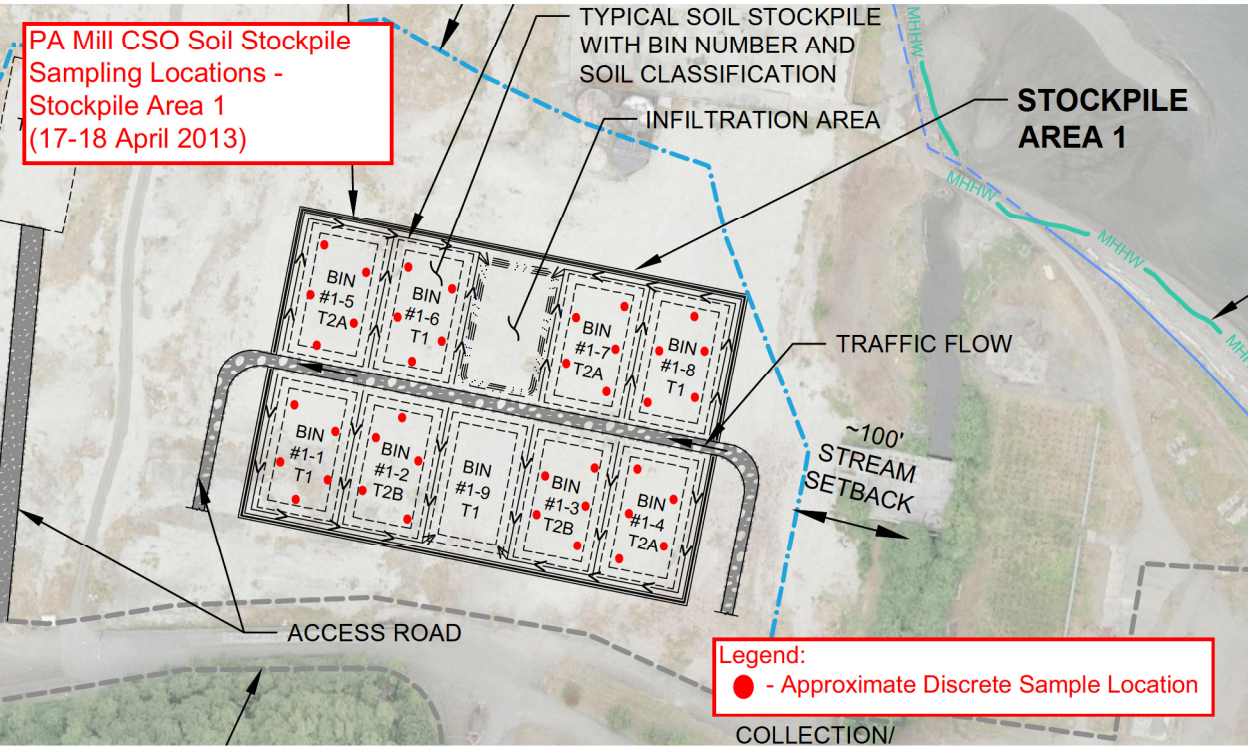 PA Mill CSO Soil Stockpile
Sampling Locations -
Stockpile Area 1
(17-18 April 2013)
TYPICAL SOIL STOCKPILE
WITH BIN NUMBER AND
SOIL CLASSIFICATION
INFILTRATION AREA
STOCKPILE
AREA 1
MHHW
MHHW
MHHW
BIN
#1-5
T2A
BIN
#1-6
T1
BIN
#1-7
T2A
BIN
#1-8
T1
TRAFFIC FLOW
BIN
#1-1
T1
BIN
#1-2
T2B
BIN
#1-9
T1
BIN
#1-3
T2B
BIN
#1-4
T2A
~100'
STREAM
SETBACK
ACCESS ROAD
Legend:
- Approximate Discrete Sample Location
COLLECTION/